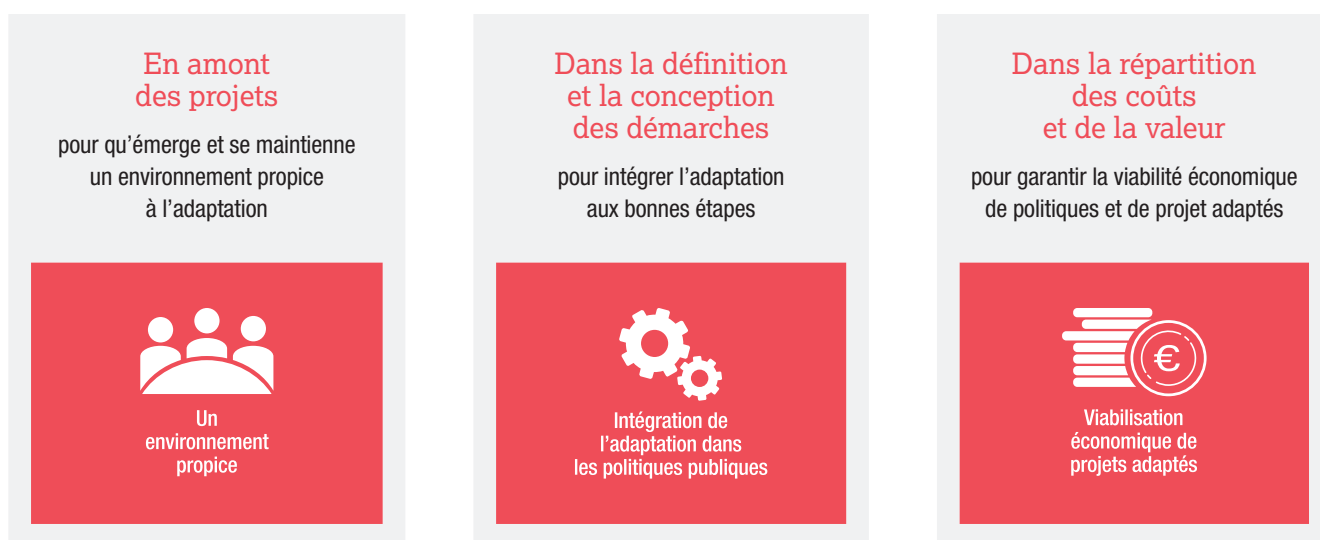 En amont
des projets
pour qu’émerge et se maintienne
un environnement propice
à l’adaptation
Un
environnement
propice
Dans la définition
et la conception
des démarches
pour intégrer l’adaptation
aux bonnes étapes
Intégration de
l’adaptation dans
les politiques publiques
Dans la répartition
des coûts
et de la valeur
pour garantir la viabilité économique
de politiques et de projet adaptés
€
Viabilisation
économique de
projets adaptés